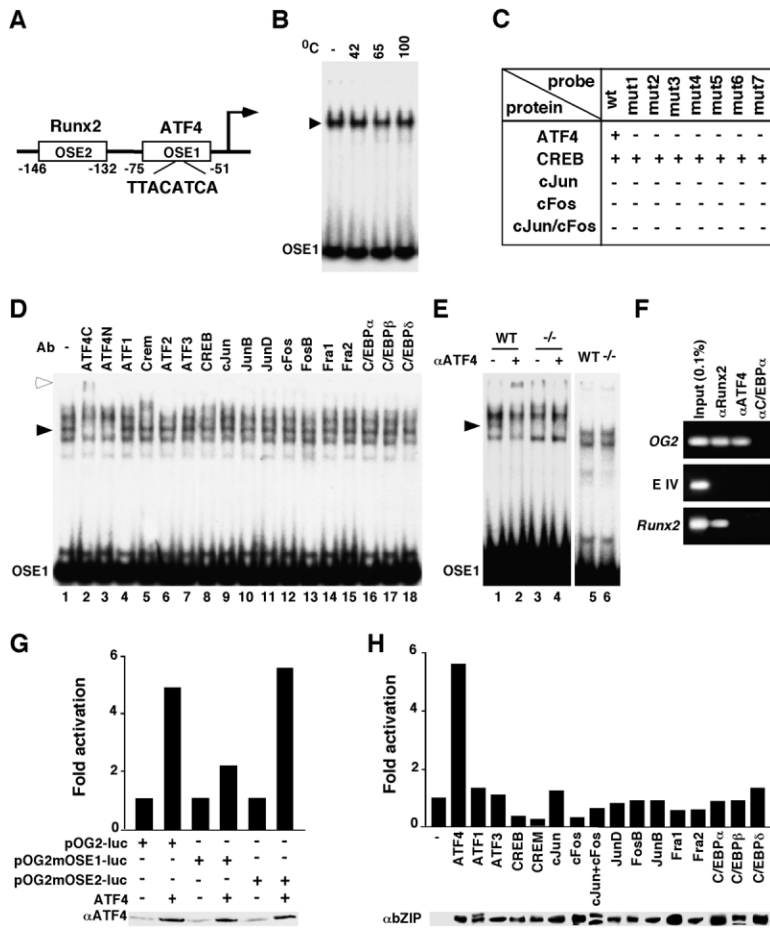 A
Runx2 ATF4
OSE2 OSE1
-146 -132 -75 -51
TTACATCA
B
⁰C - 42 65 100
OSE1
C
probe
protein
wt mut1 mut2 mut3 mut4 mut5 mut6 mut7
ATF4 + - - - - - - -
CREB + + + + + + + +
cJun - - - - - - - -
cFos - - - - - - - -
cJun/cFos - - - - - - - -
D
Ab - ATF4C ATF4N ATF1 Crem ATF2 ATF3 CREB cJun JunB JunD cFos FosB Fra1 Fra2 C/EBPα C/EBPβ C/EBPδ
OSE1
1 2 3 4 5 6 7 8 9 10 11 12 13 14 15 16 17 18
E
WT -/-
αATF4 - + - + WT -/-
OSE1
1 2 3 4 5 6
F
Input (0.1%) αRunx2 αATF4 αC/EBPα
OG2
E IV
Runx2
G
Fold activation
6
4
2
0
pOG2-luc + + - - - -
pOG2mOSE1-luc - - + + - -
pOG2mOSE2-luc - - - - + +
ATF4 - + - + - +
αATF4
H
Fold activation
6
4
2
0
- ATF4 ATF1 ATF3 CREB CREM cJun cFos cJun+cFos JunD FosB JunB Fra1 Fra2 C/EBPα C/EBPβ C/EBPδ
αbZIP